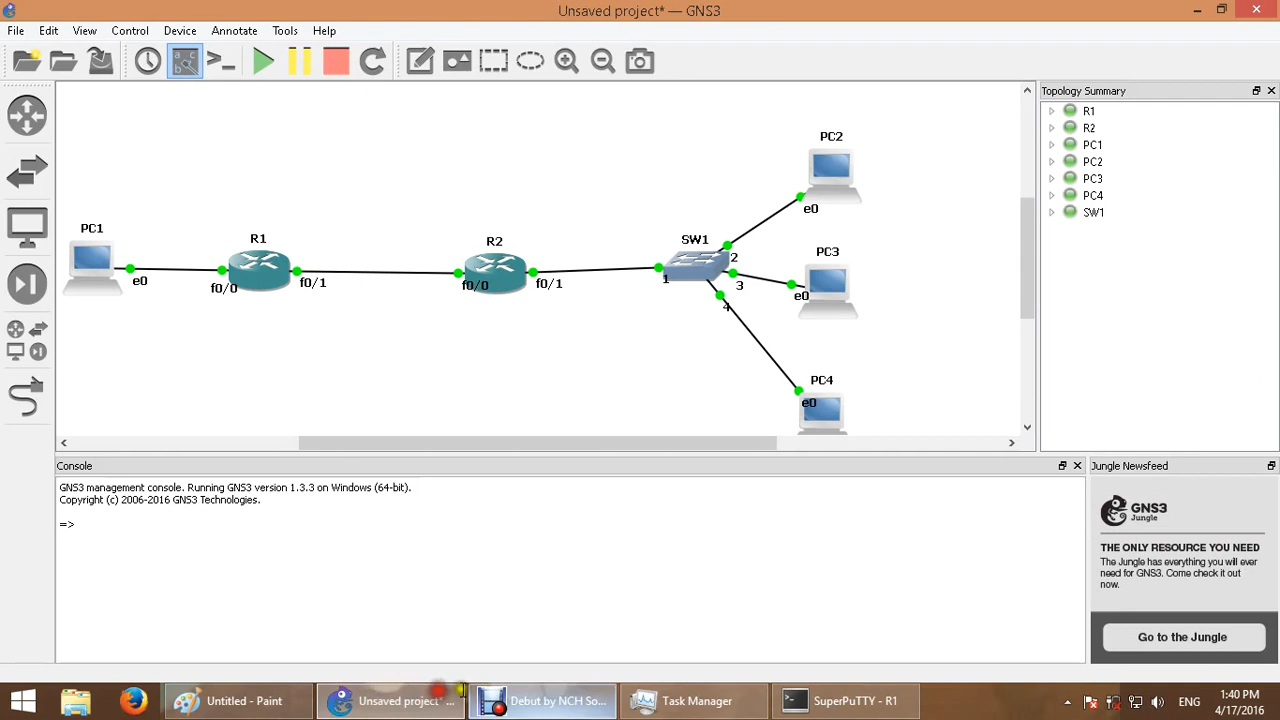 Unsaved project* — GNS3
File Edit View Control Device Annotate Tools Help
Topology Summary
R1
R2
PC1
PC2
PC3
PC4
SW1
PC2
e0
PC1
e0
R1
f0/0
f0/1
R2
f0/0
f0/1
SW1
1
2
3
4
PC3
e0
PC4
e0
Console
GNS3 management console. Running GNS3 version 1.3.3 on Windows (64-bit).
Copyright (c) 2006-2016 GNS3 Technologies.
=>
Jungle Newsfeed
GNS3
Jungle
THE ONLY RESOURCE YOU NEED
The Jungle has everything you will ever
need for GNS3. Come check it out
now.
Go to the Jungle
Untitled - Paint
Unsaved project* ...
Debut by NCH So...
Task Manager
SuperPuTTY - R1
ENG
1:40 PM
4/17/2016